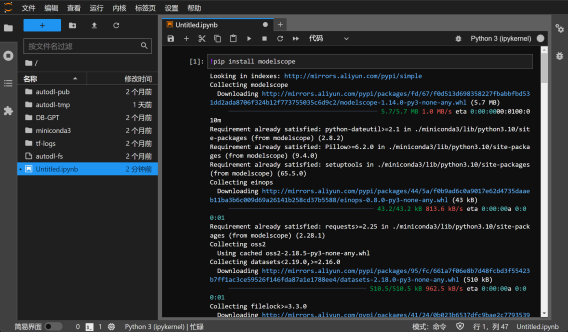 文件 编辑 查看 运行 内核 标签页 设置 帮助
按文件名过滤
/
名称 修改时间
autodl-pub 2 个月前
autodl-tmp 1 天前
DB-GPT 2 个月前
miniconda3 2 个月前
tf-logs 2 个月前
autodl-fs 2 个月前
Untitled.ipynb 2 分钟前
Untitled.ipynb
代码 Python 3 (ipykernel)
[1]: !pip install modelscope
Looking in indexes: http://mirrors.aliyun.com/pypi/simple
Collecting modelscope
Downloading http://mirrors.aliyun.com/pypi/packages/fd/67/f0d513d698358227fbabbfbd53
1dd2ada8706f324b12f773755035c6d9c2/modelscope-1.14.0-py3-none-any.whl (5.7 MB)
5.7/5.7 MB 1.0 MB/s eta 0:00:00
10m
Requirement already satisfied: python-dateutil>=2.1 in ./miniconda3/lib/python3.10/sit
e-packages (from modelscope) (2.8.2)
Requirement already satisfied: Pillow>=6.2.0 in ./miniconda3/lib/python3.10/site-packa
ges (from modelscope) (9.4.0)
Requirement already satisfied: setuptools in ./miniconda3/lib/python3.10/site-packages
(from modelscope) (65.5.0)
Collecting einops
Downloading http://mirrors.aliyun.com/pypi/packages/44/5a/f0b9ad6c0a9017e62d4735daae
b11ba3b6c009d69a26141b258cd37b5588/einops-0.8.0-py3-none-any.whl (43 kB)
43.2/43.2 kB 813.6 kB/s eta 0:00:00a 0:0
0:01
Requirement already satisfied: requests>=2.25 in ./miniconda3/lib/python3.10/site-pack
ages (from modelscope) (2.28.1)
Collecting oss2
Using cached oss2-2.18.5-py3-none-any.whl
Collecting datasets<2.19.0,>=2.16.0
Downloading http://mirrors.aliyun.com/pypi/packages/95/fc/661a7f06e8b7d48fcbd3f55423
b7ff1ac3ce59526f146fda87a1e1788ee4/datasets-2.18.0-py3-none-any.whl (510 kB)
510.5/510.5 kB 962.5 kB/s eta 0:00:00a 0:
0:01
Collecting filelock>=3.3.0
Downloading http://mirrors.aliyun.com/pypi/packages/41/24/0b023b6537dfc9bae2c7793539
简易界面 0 1 Python 3 (ipykernel) | 忙碌 模式: 命令 行 1，列 47 Untitled.ipynb